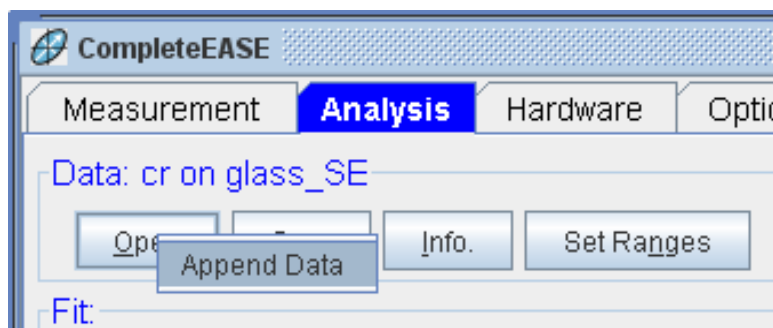 CompleteEASE
Measurement Analysis Hardware
Data: cr on glass_SE
Info. Set Ranges
Append Data
Fit: